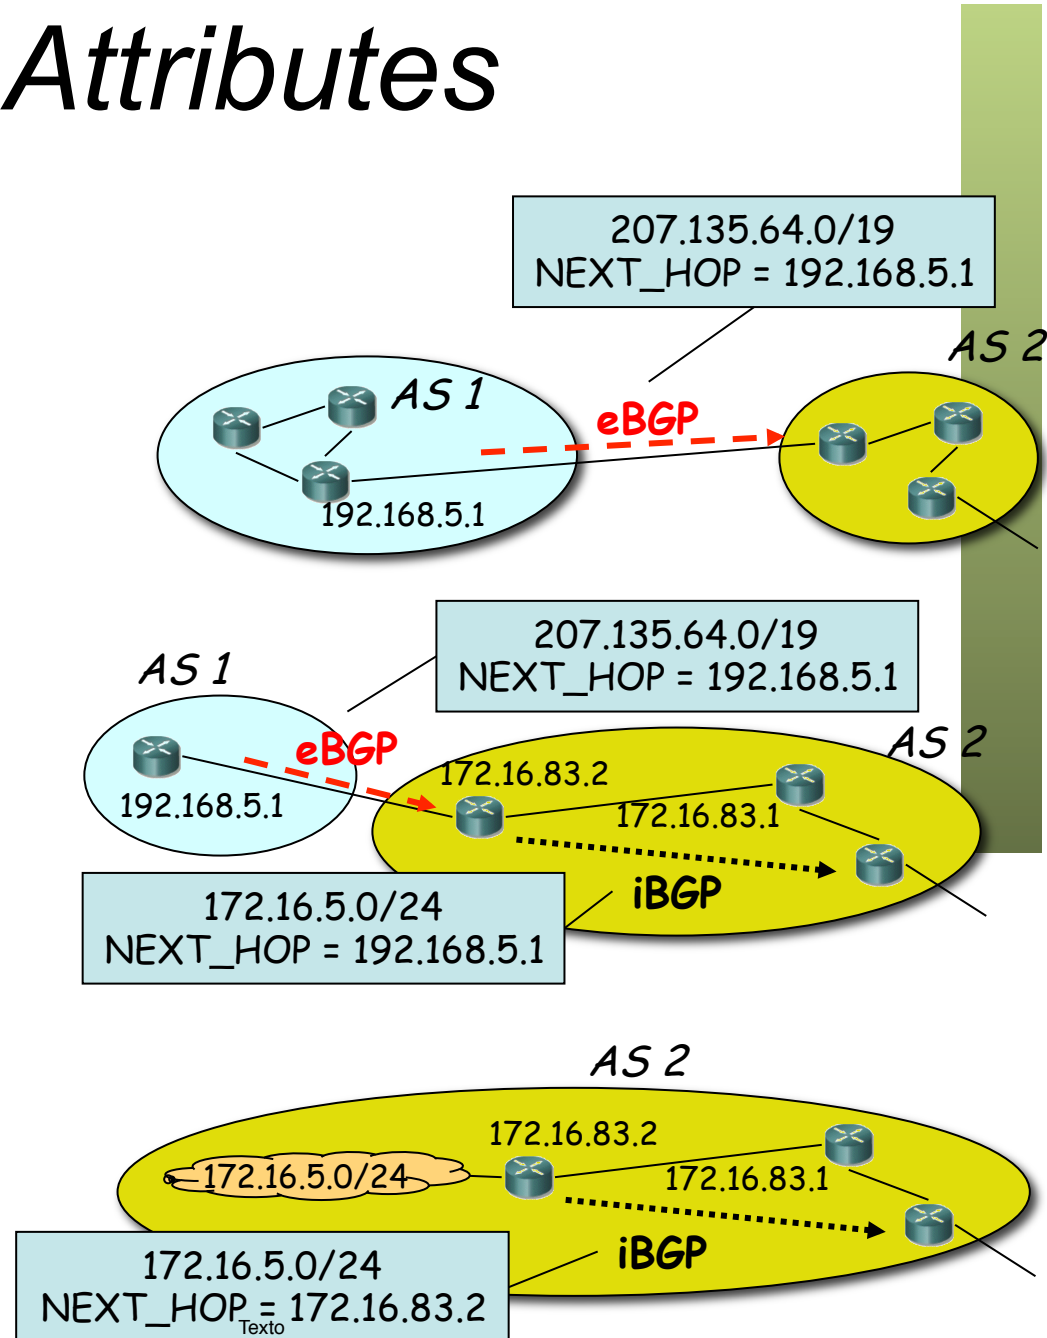 Attributes
207.135.64.0/19
NEXT_HOP = 192.168.5.1
AS 2
AS 1
eBGP
192.168.5.1
207.135.64.0/19
NEXT_HOP = 192.168.5.1
AS 1
AS 2
eBGP
172.16.83.2
192.168.5.1
172.16.83.1
iBGP
172.16.5.0/24
NEXT_HOP = 192.168.5.1
AS 2
172.16.83.2
172.16.5.0/24
172.16.83.1
iBGP
172.16.5.0/24
NEXT_HOP = 172.16.83.2
Texto